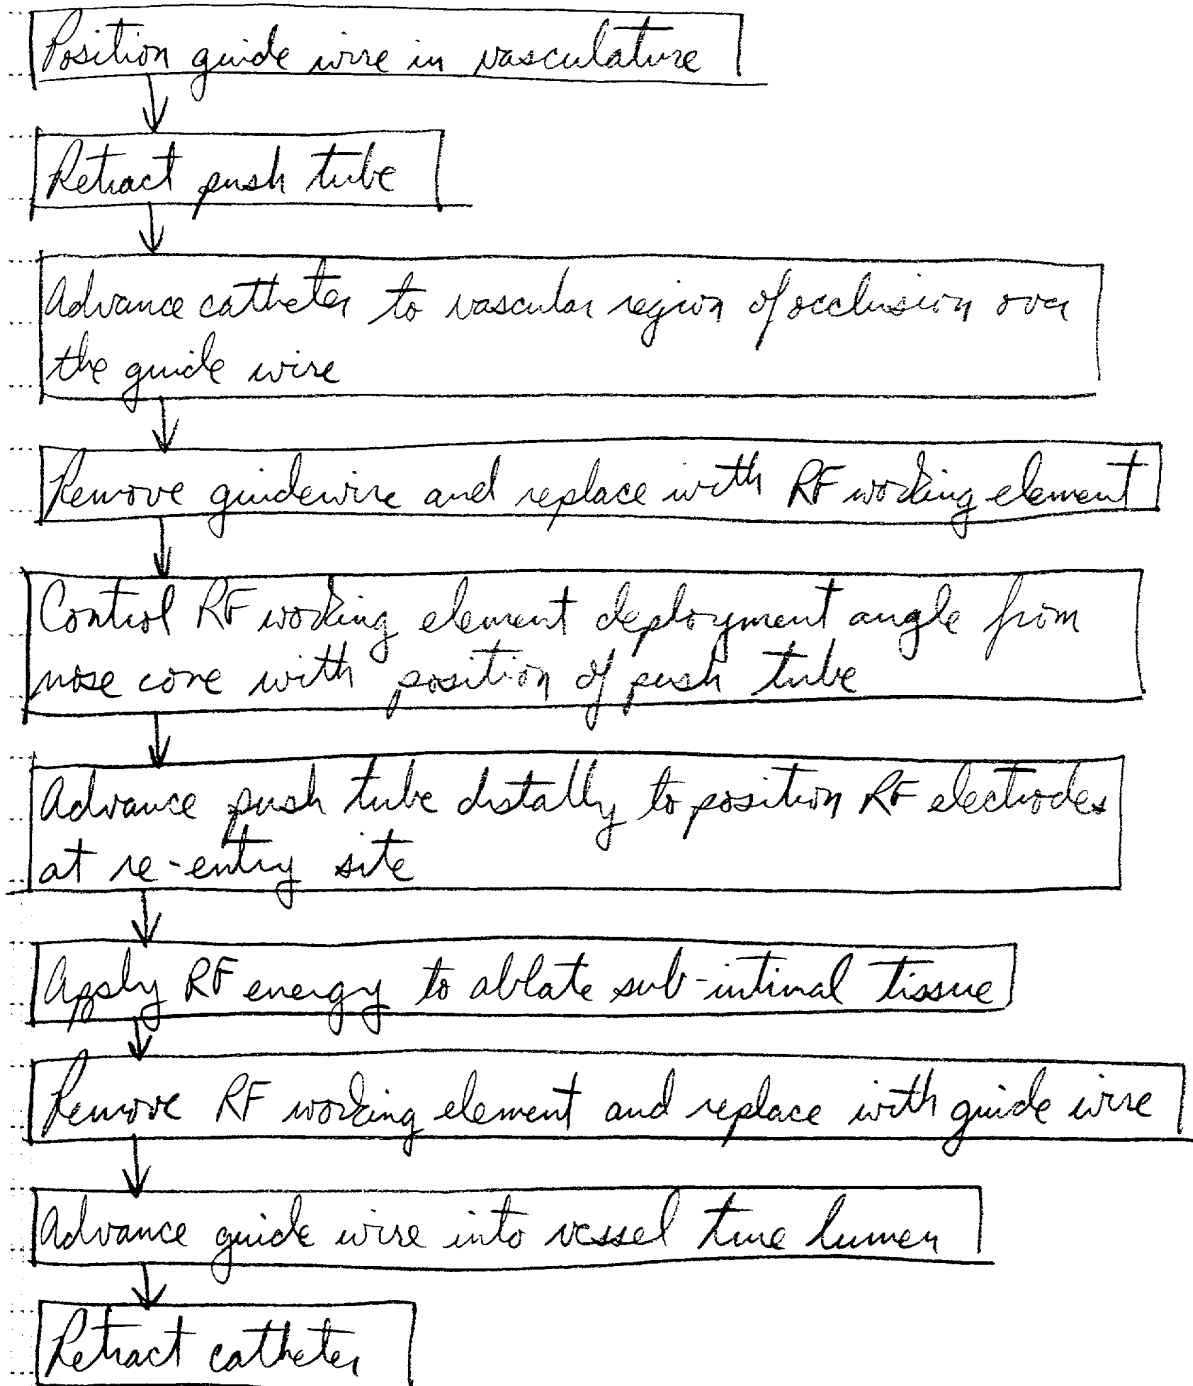 Position guide wire in vasculature
Retract push tube
Advance catheter to vascular region of occlusion over
the guide wire
Remove guidewire and replace with RF working element
Control RF working element deployment angle from
nose cone with position of push tube
Advance push tube distally to position RF electrodes
at re-entry site
Apply RF energy to ablate sub-intimal tissue
Remove RF working element and replace with guide wire
Advance guide wire into vessel true lumen
Retract catheter